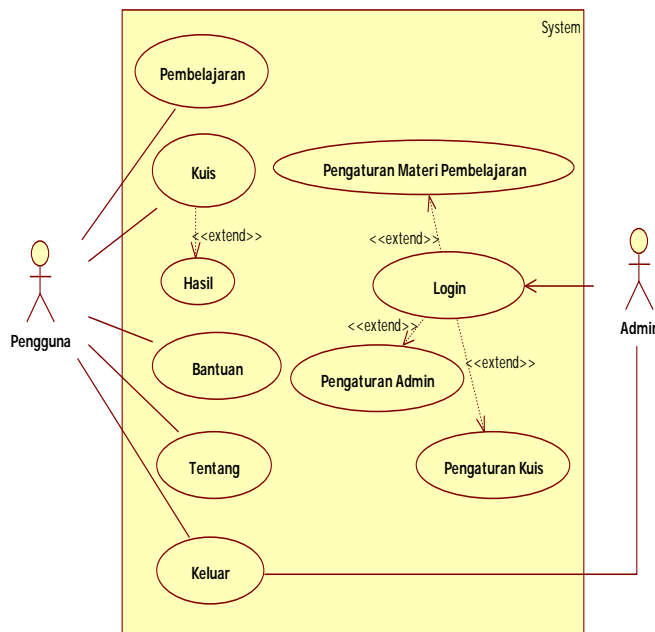 System
Pembelajaran
Kuis
Pengaturan Materi Pembelajaran
<<extend>>
<<extend>>
Hasil
Login
Pengguna
Admin
<<extend>>
Bantuan
<<extend>>
Pengaturan Admin
Tentang
Pengaturan Kuis
Keluar